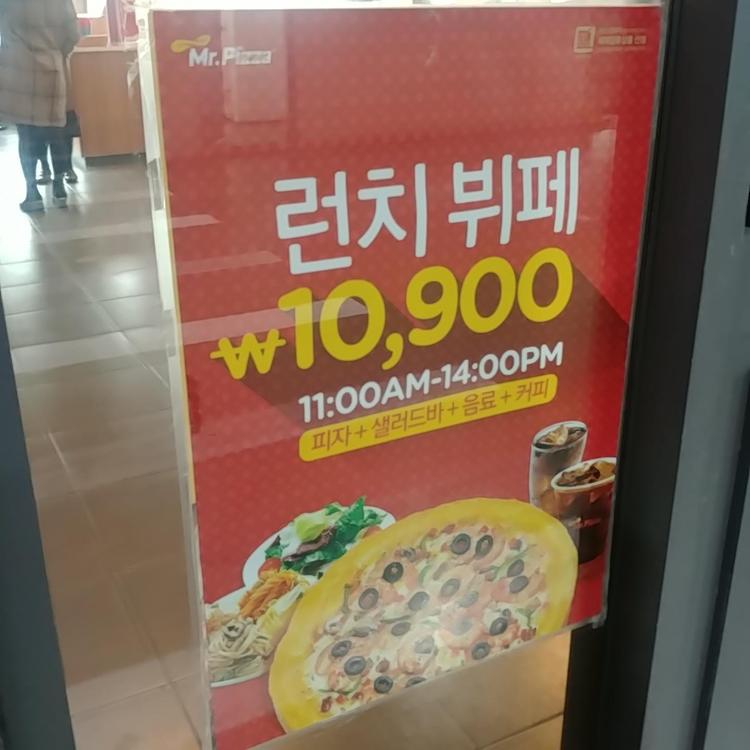 Mr.Pizza
런치 뷔페
₩10,900
11:00AM-14:00PM
피자 + 샐러드바 + 음료 + 커피